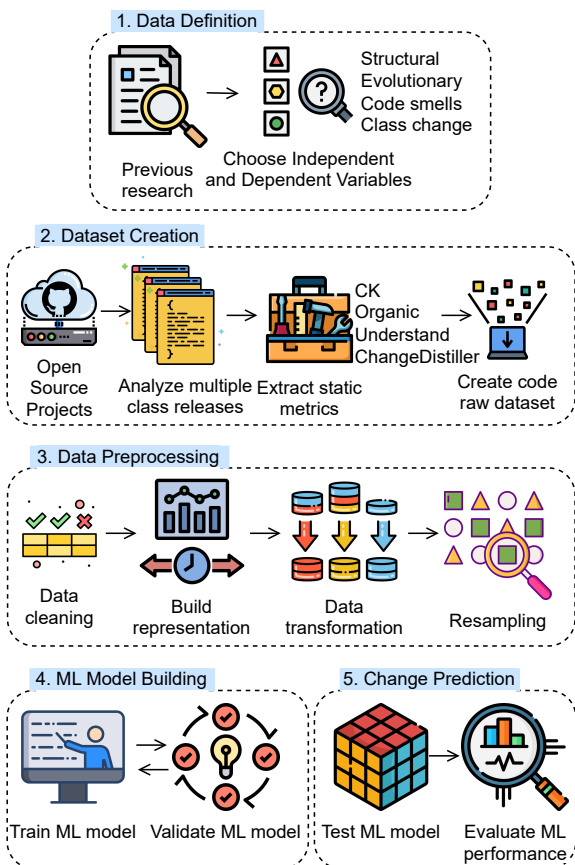 1. Data Definition
?
Structural
Evolutionary
Code smells
Class change
Previous
research
Choose Independent
and Dependent Variables
2. Dataset Creation
{
}
CK
Organic
Understand
ChangeDistiller
Open
Source
Projects
Analyze multiple
class releases
Extract static
metrics
Create code
raw dataset
3. Data Preprocessing
Data
cleaning
Build
representation
Data
transformation
Resampling
4. ML Model Building
Train ML model
Validate ML model
5. Change Prediction
Test ML model
Evaluate ML
performance